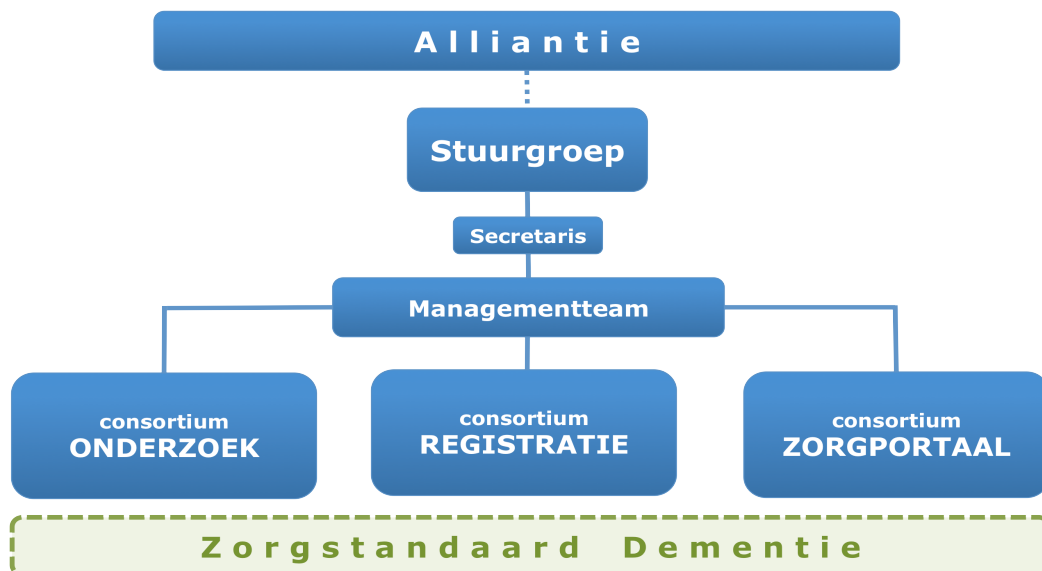 Alliantie
Stuurgroep
Secretaris
Managementteam
consortium
ONDERZOEK
consortium
REGISTRATIE
consortium
ZORGPORTAAL
Zorgstandaard Dementie